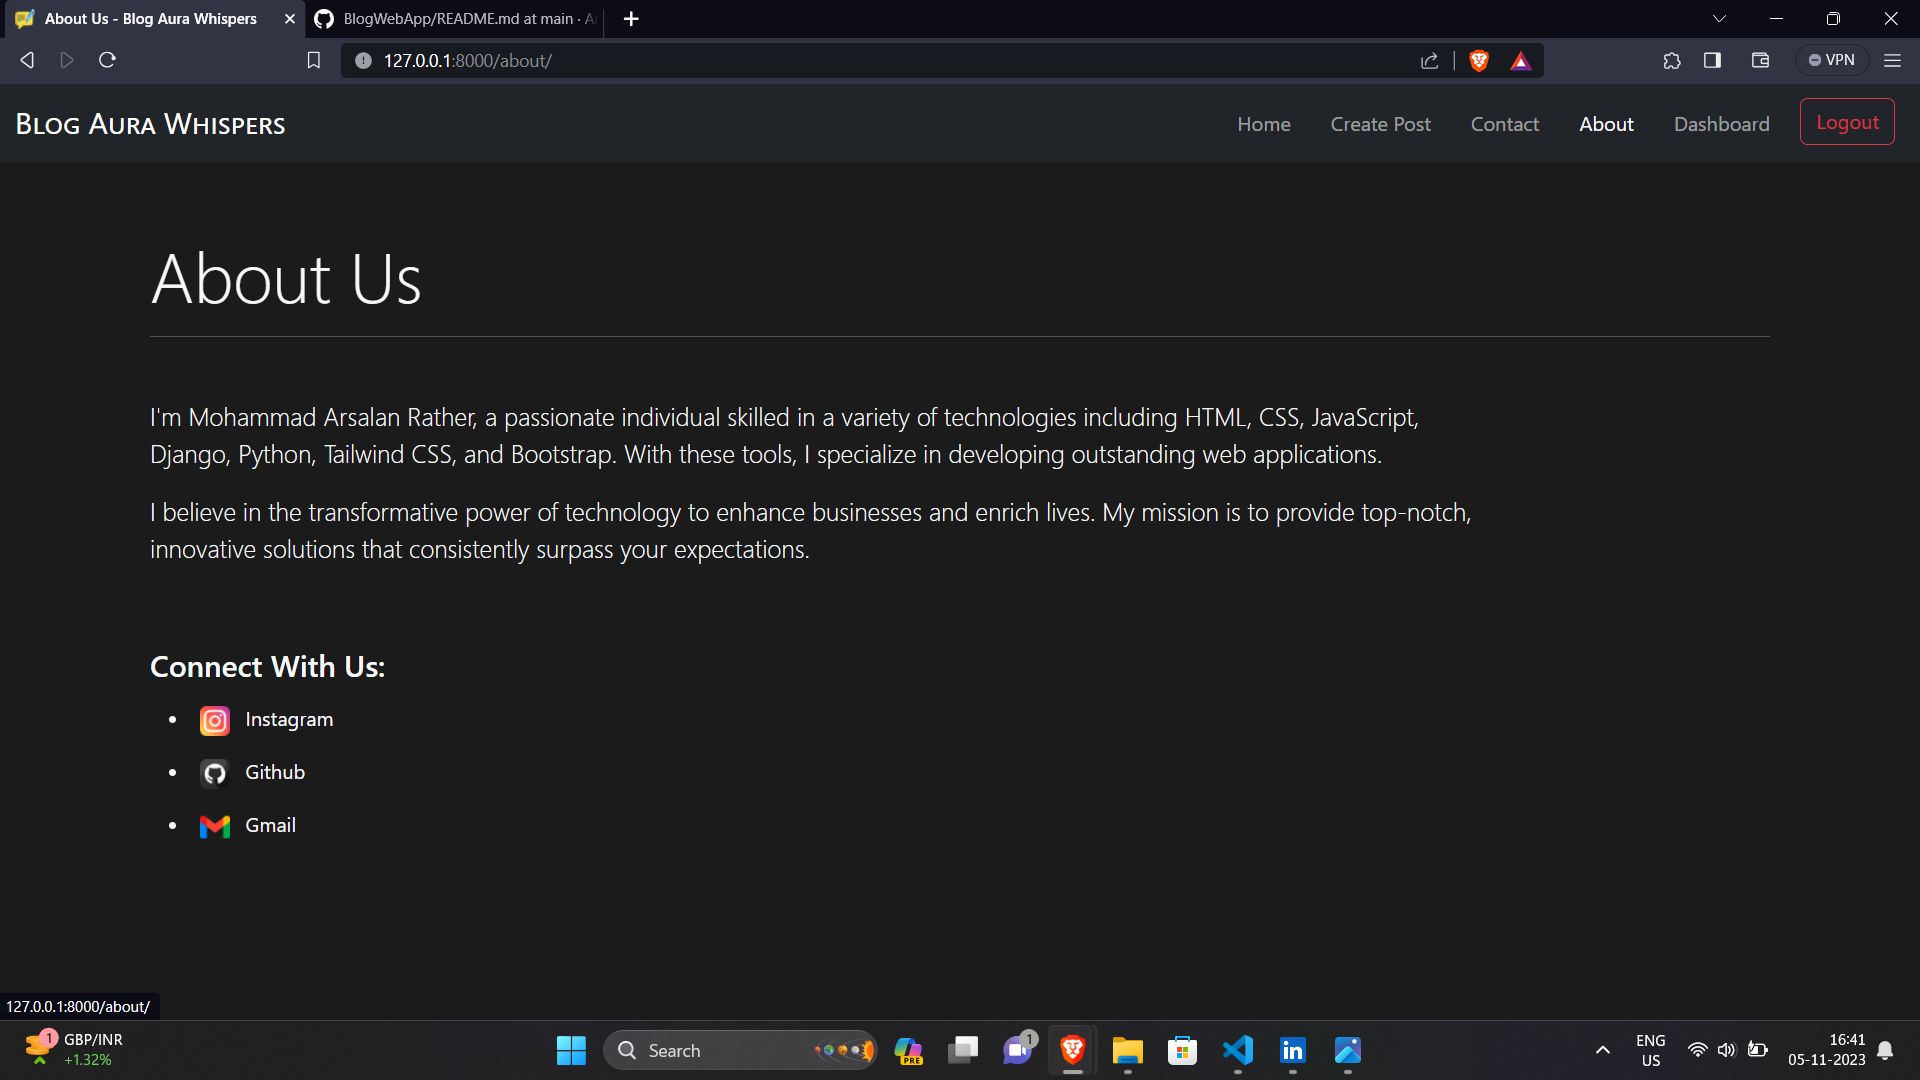 About Us - Blog Aura Whispers
BlogWebApp/README.md at main · A
127.0.0.1:8000/about/
VPN
Blog Aura Whispers
Home
Create Post
Contact
About
Dashboard
Logout
About Us
I'm Mohammad Arsalan Rather, a passionate individual skilled in a variety of technologies including HTML, CSS, JavaScript,
Django, Python, Tailwind CSS, and Bootstrap. With these tools, I specialize in developing outstanding web applications.
I believe in the transformative power of technology to enhance businesses and enrich lives. My mission is to provide top-notch,
innovative solutions that consistently surpass your expectations.
Connect With Us:
Instagram
Github
Gmail
127.0.0.1:8000/about/
1
GBP/INR
+1.32%
Search
PRE
1
in
ENG
US
16:41
05-11-2023